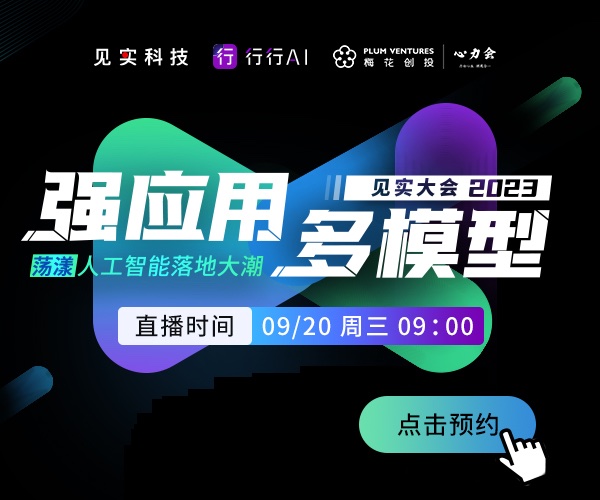 见实科技 行 行行AI PLUM VENTURES 梅花创投 心力会
见实大会 2023
强应用
多模型
荡漾人工智能落地大潮
直播时间 09/20 周三 09:00
点击预约